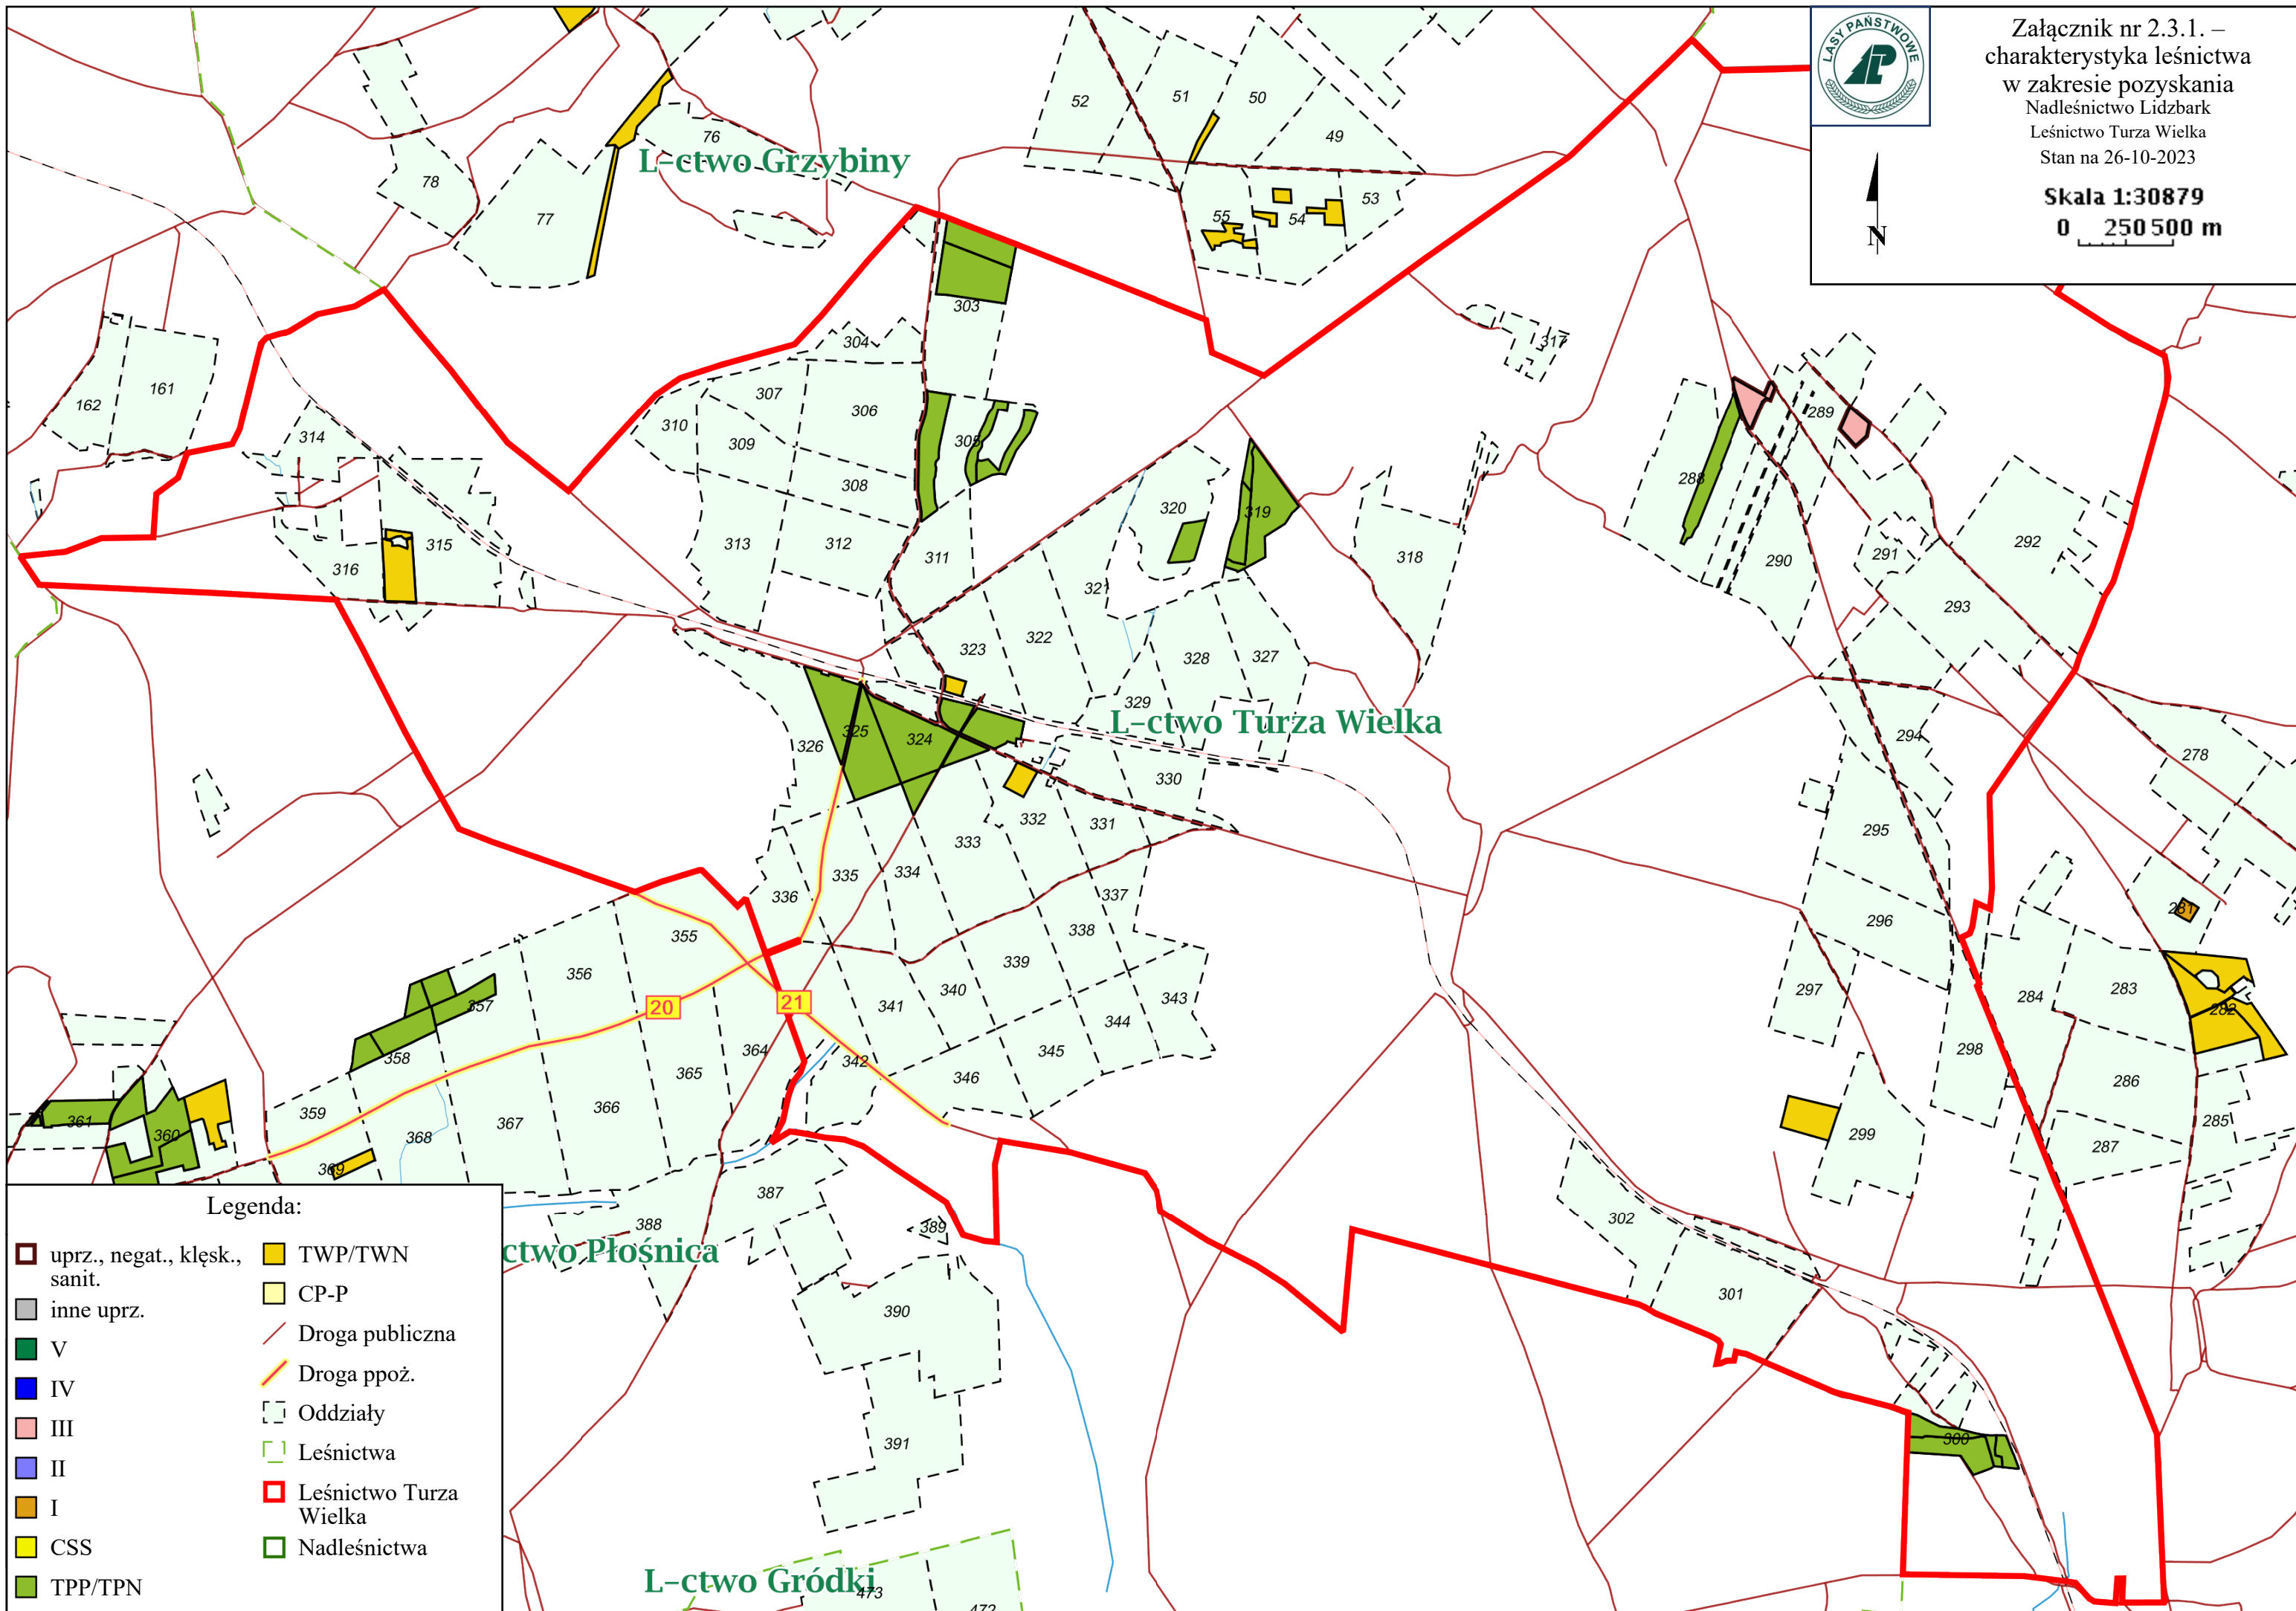 LASY PAŃSTWOWE
Załącznik nr 2.3.1. –
charakterystyka leśnictwa
w zakresie pozyskania
Nadleśnictwo Lidzbark
Leśnictwo Turza Wielka
Stan na 26-10-2023
Skala 1:30879
0 250 500 m
N
52
51
50
49
76
L-ctwo Grzybiny
78
77
53
55
54
303
304
317
307
306
162
161
310
309
305
289
314
308
288
320
319
315
313
312
311
318
290
291
292
316
321
293
323
322
328
327
329
L-ctwo Turza Wielka
326
325
324
294
278
330
332
331
333
295
335
334
336
337
281
355
338
296
356
339
340
297
284
283
357
20
21
341
343
344
282
358
364
342
345
298
365
346
286
359
366
361
360
367
368
299
285
287
369
387
388
389
302
ctwo Płośnica
390
301
391
300
L-ctwo Gródki
473
472
Legenda:
uprz., negat., klęsk.,
sanit.
inne uprz.
V
IV
III
II
I
CSS
TPP/TPN
TWP/TWN
CP-P
Droga publiczna
Droga ppoż.
Oddziały
Leśnictwa
Leśnictwo Turza
Wielka
Nadleśnictwa